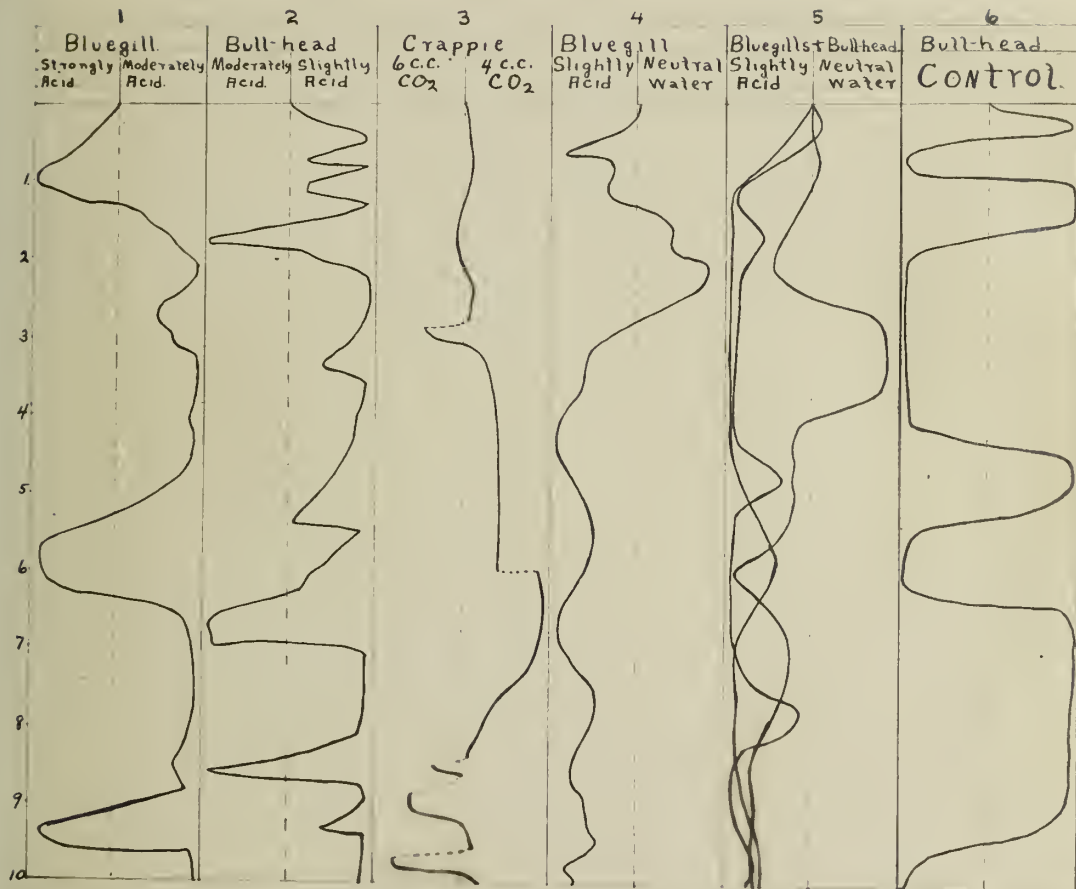 1 2 3 4 5 6
Bluegill.
Strongly Acid. Moderately Acid.
Bull-head
Moderately Acid. Slightly Acid
Crappie
6 c.c. CO2 4 c.c. CO2
Bluegill
Slightly Acid Neutral Water
Bluegills + Bullhead
Slightly Acid Neutral Water
Bull-head
CONTROL.
1
2
3
4
5
6
7
8
9
10